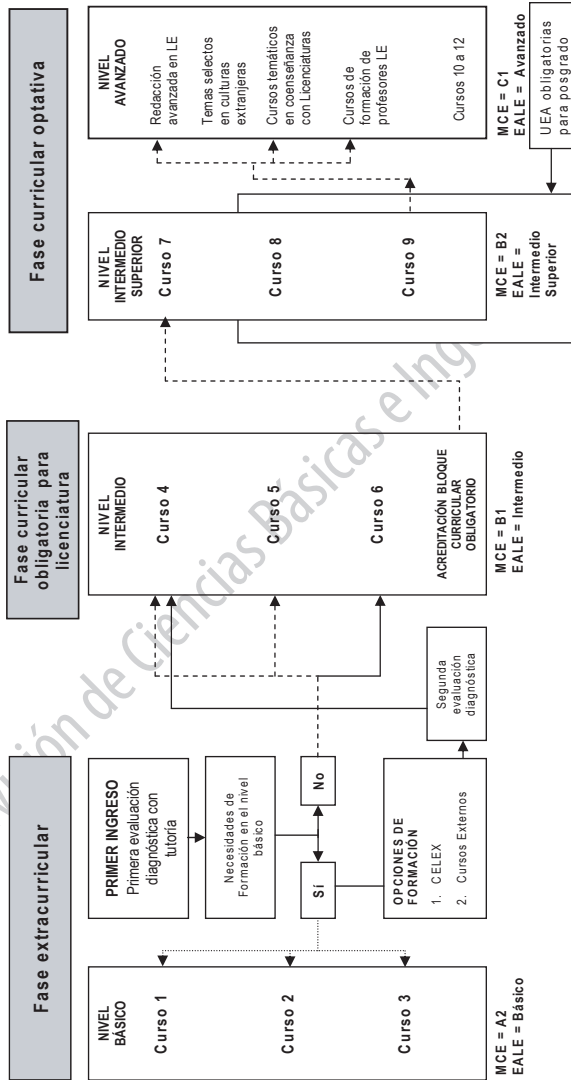 Fase extracurricular
Fase curricular
obligatoria para
licenciatura
Fase curricular optativa
NIVEL
BÁSICO
Curso 1
Curso 2
Curso 3
MCE = A2
EALE = Básico
PRIMER INGRESO
Primera evaluación
diagnóstica con
tutoría
Necesidades de
Formación en el nivel
básico
Sí
No
OPCIONES DE
FORMACIÓN
1. CELEX
2. Cursos Externos
Segunda
evaluación
diagnóstica
NIVEL
INTERMEDIO
Curso 4
Curso 5
Curso 6
ACREDITACIÓN BLOQUE
CURRICULAR
OBLIGATORIO
MCE = B1
EALE = Intermedio
NIVEL
INTERMEDIO
SUPERIOR
Curso 7
Curso 8
Curso 9
MCE = B2
EALE =
Intermedio
Superior
NIVEL
AVANZADO
Redacción
avanzada en LE
Temas selectos
en culturas
extranjeras
Cursos temáticos
en coenseñanza
con Licenciaturas
Cursos de
formación de
profesores LE
Cursos 10 a 12
MCE = C1
EALE = Avanzado
UEA obligatorias
para posgrado
de Ciencias Básicas e